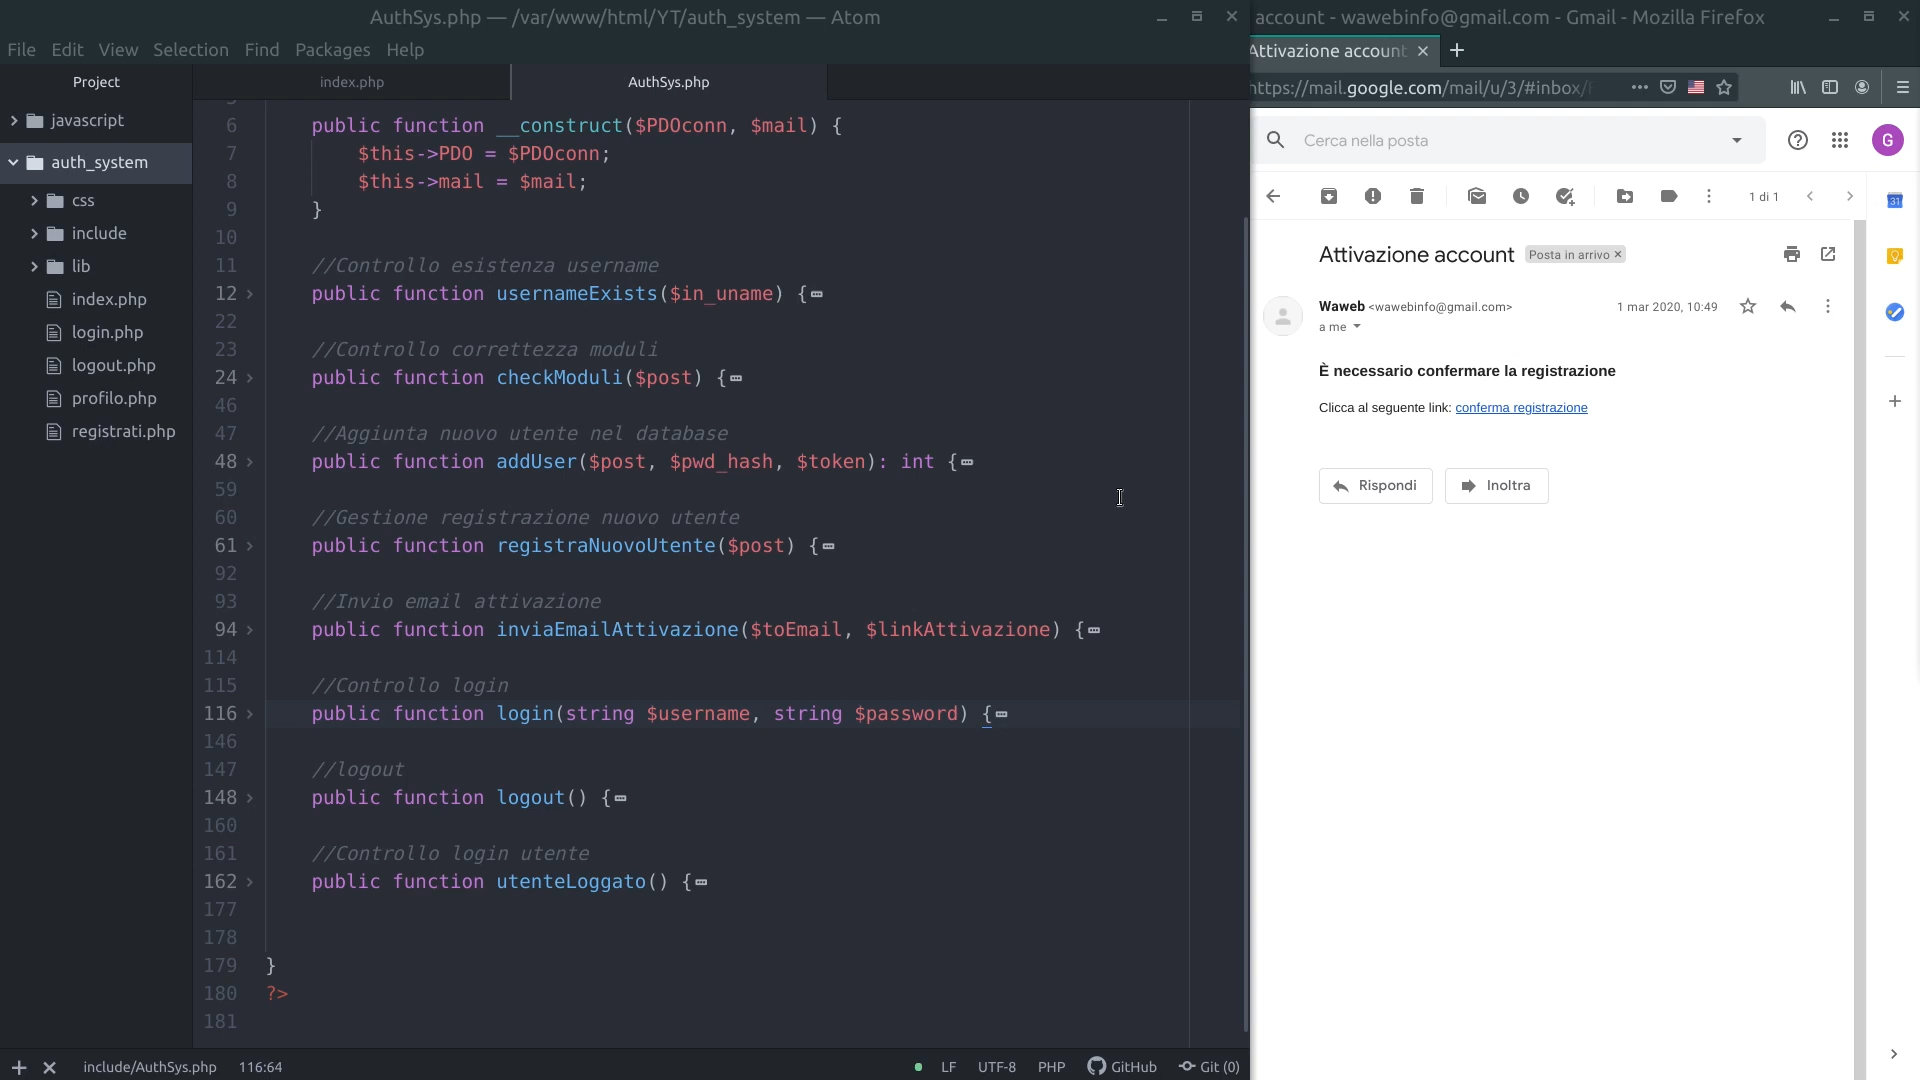 AuthSys.php — /var/www/html/YT/auth_system — Atom
File Edit View Selection Find Packages Help
Project
javascript
auth_system
css
include
lib
index.php
login.php
logout.php
profilo.php
registrati.php
index.php
AuthSys.php
6 public function __construct($PDOconn, $mail) {
7 $this->PDO = $PDOconn;
8 $this->mail = $mail;
9 }
10
11 //Controllo esistenza username
12 public function usernameExists($in_uname) {
22
23 //Controllo correttezza moduli
24 public function checkModuli($post) {
46
47 //Aggiunta nuovo utente nel database
48 public function addUser($post, $pwd_hash, $token): int {
59
60 //Gestione registrazione nuovo utente
61 public function registraNuovoUtente($post) {
92
93 //Invio email attivazione
94 public function inviaEmailAttivazione($toEmail, $linkAttivazione) {
114
115 //Controllo login
116 public function login(string $username, string $password) {
146
147 //logout
148 public function logout() {
160
161 //Controllo login utente
162 public function utenteLoggato() {
177
178
179 }
180 ?>
181
include/AuthSys.php 116:64
LF UTF-8 PHP GitHub Git (0)
account - wawebinfo@gmail.com - Gmail - Mozilla Firefox
Attivazione account
https://mail.google.com/mail/u/3/#inbox/
Cerca nella posta
G
1 di 1
31
Attivazione account Posta in arrivo ×
Waweb <wawebinfo@gmail.com> 1 mar 2020, 10:49
a me
È necessario confermare la registrazione
Clicca al seguente link: conferma registrazione
Rispondi Inoltra